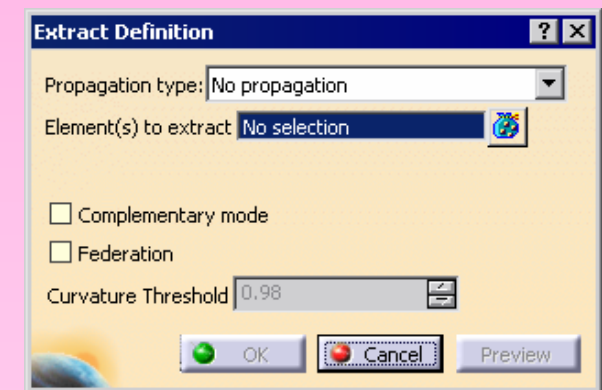 Extract Definition
Propagation type: No propagation
Element(s) to extract No selection
Complementary mode
Federation
Curvature Threshold 0.98
OK Cancel Preview